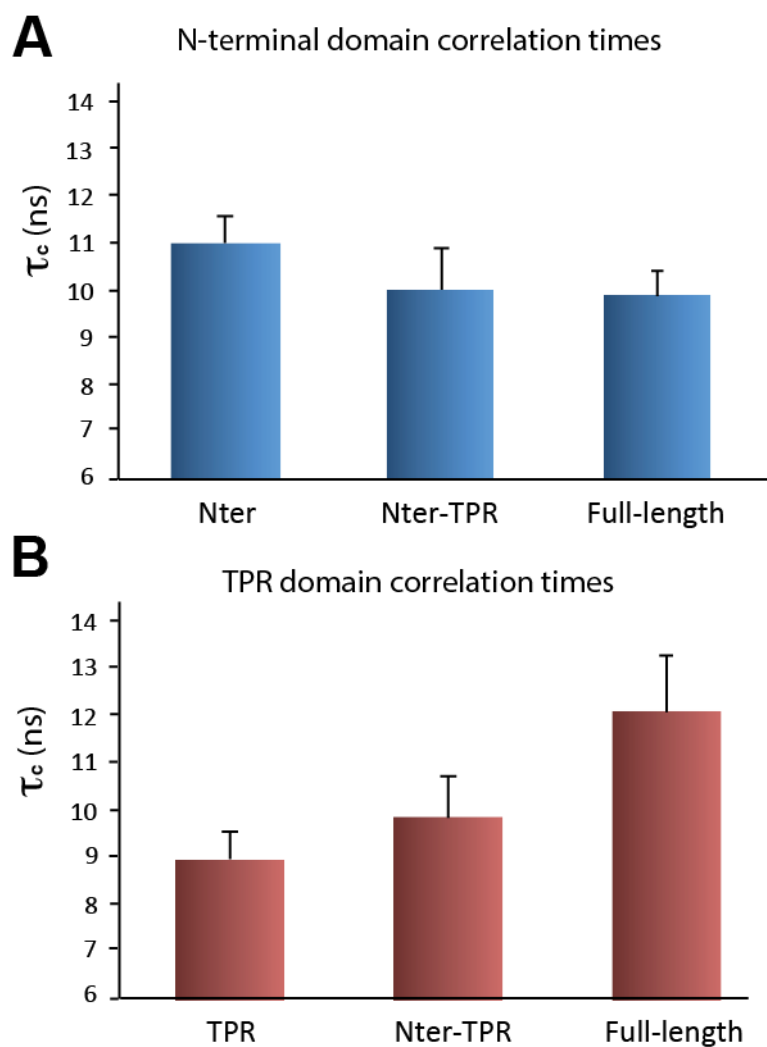 A
N-terminal domain correlation times
14
13
12
11
10
9
8
7
6
τc (ns)
Nter Nter-TPR Full-length
B
TPR domain correlation times
14
13
12
11
10
9
8
7
6
τc (ns)
TPR Nter-TPR Full-length